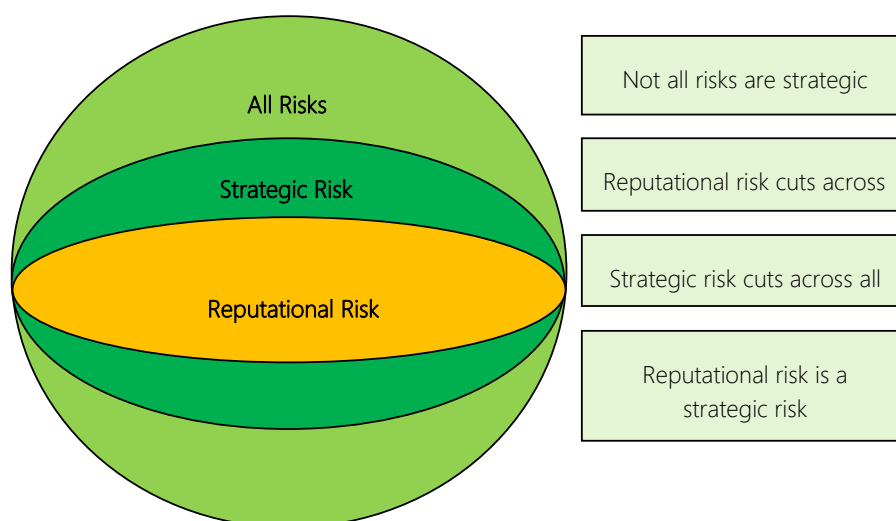 All Risks
Strategic Risk
Reputational Risk
Not all risks are strategic
Reputational risk cuts across
Strategic risk cuts across all
Reputational risk is a
strategic risk